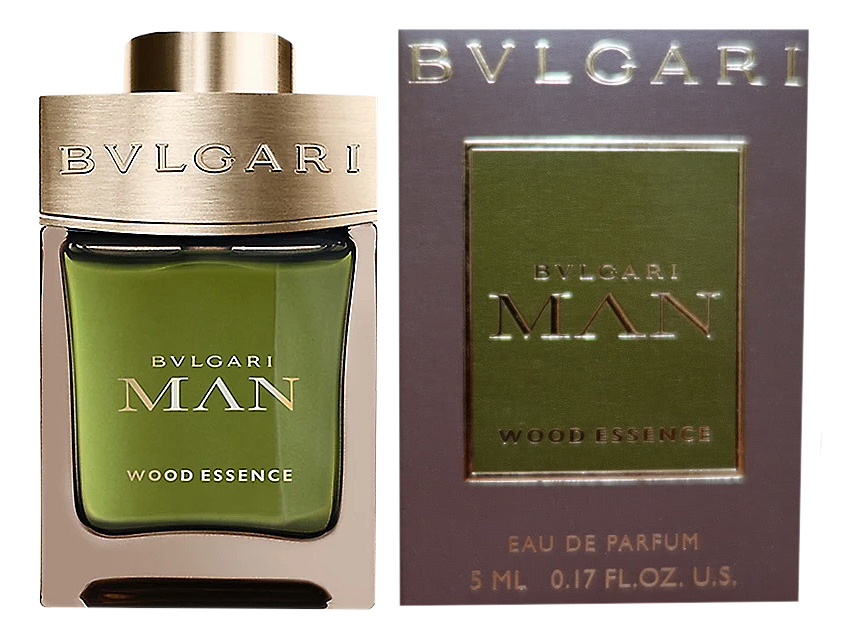 BVLGARI
BVLGARI
MAN
WOOD ESSENCE
BVLGARI
BVLGARI
MAN
WOOD ESSENCE
EAU DE PARFUM
5 ML 0.17 FL.OZ. U.S.